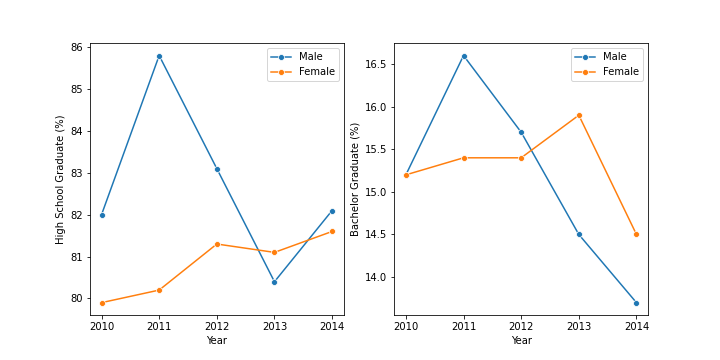 Male
Female
86
85
84
83
82
81
80
High School Graduate (%)
2010 2011 2012 2013 2014
Year
Male
Female
16.5
16.0
15.5
15.0
14.5
14.0
Bachelor Graduate (%)
2010 2011 2012 2013 2014
Year